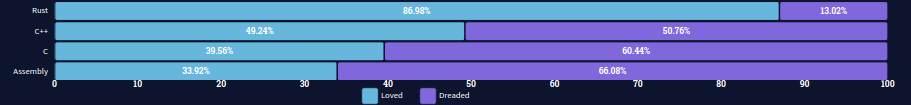 Rust 86.98% 13.02%
C++ 49.24% 50.76%
C 39.56% 60.44%
Assembly 33.92% 66.08%
0 10 20 30 40 50 60 70 80 90 100
Loved Dreaded